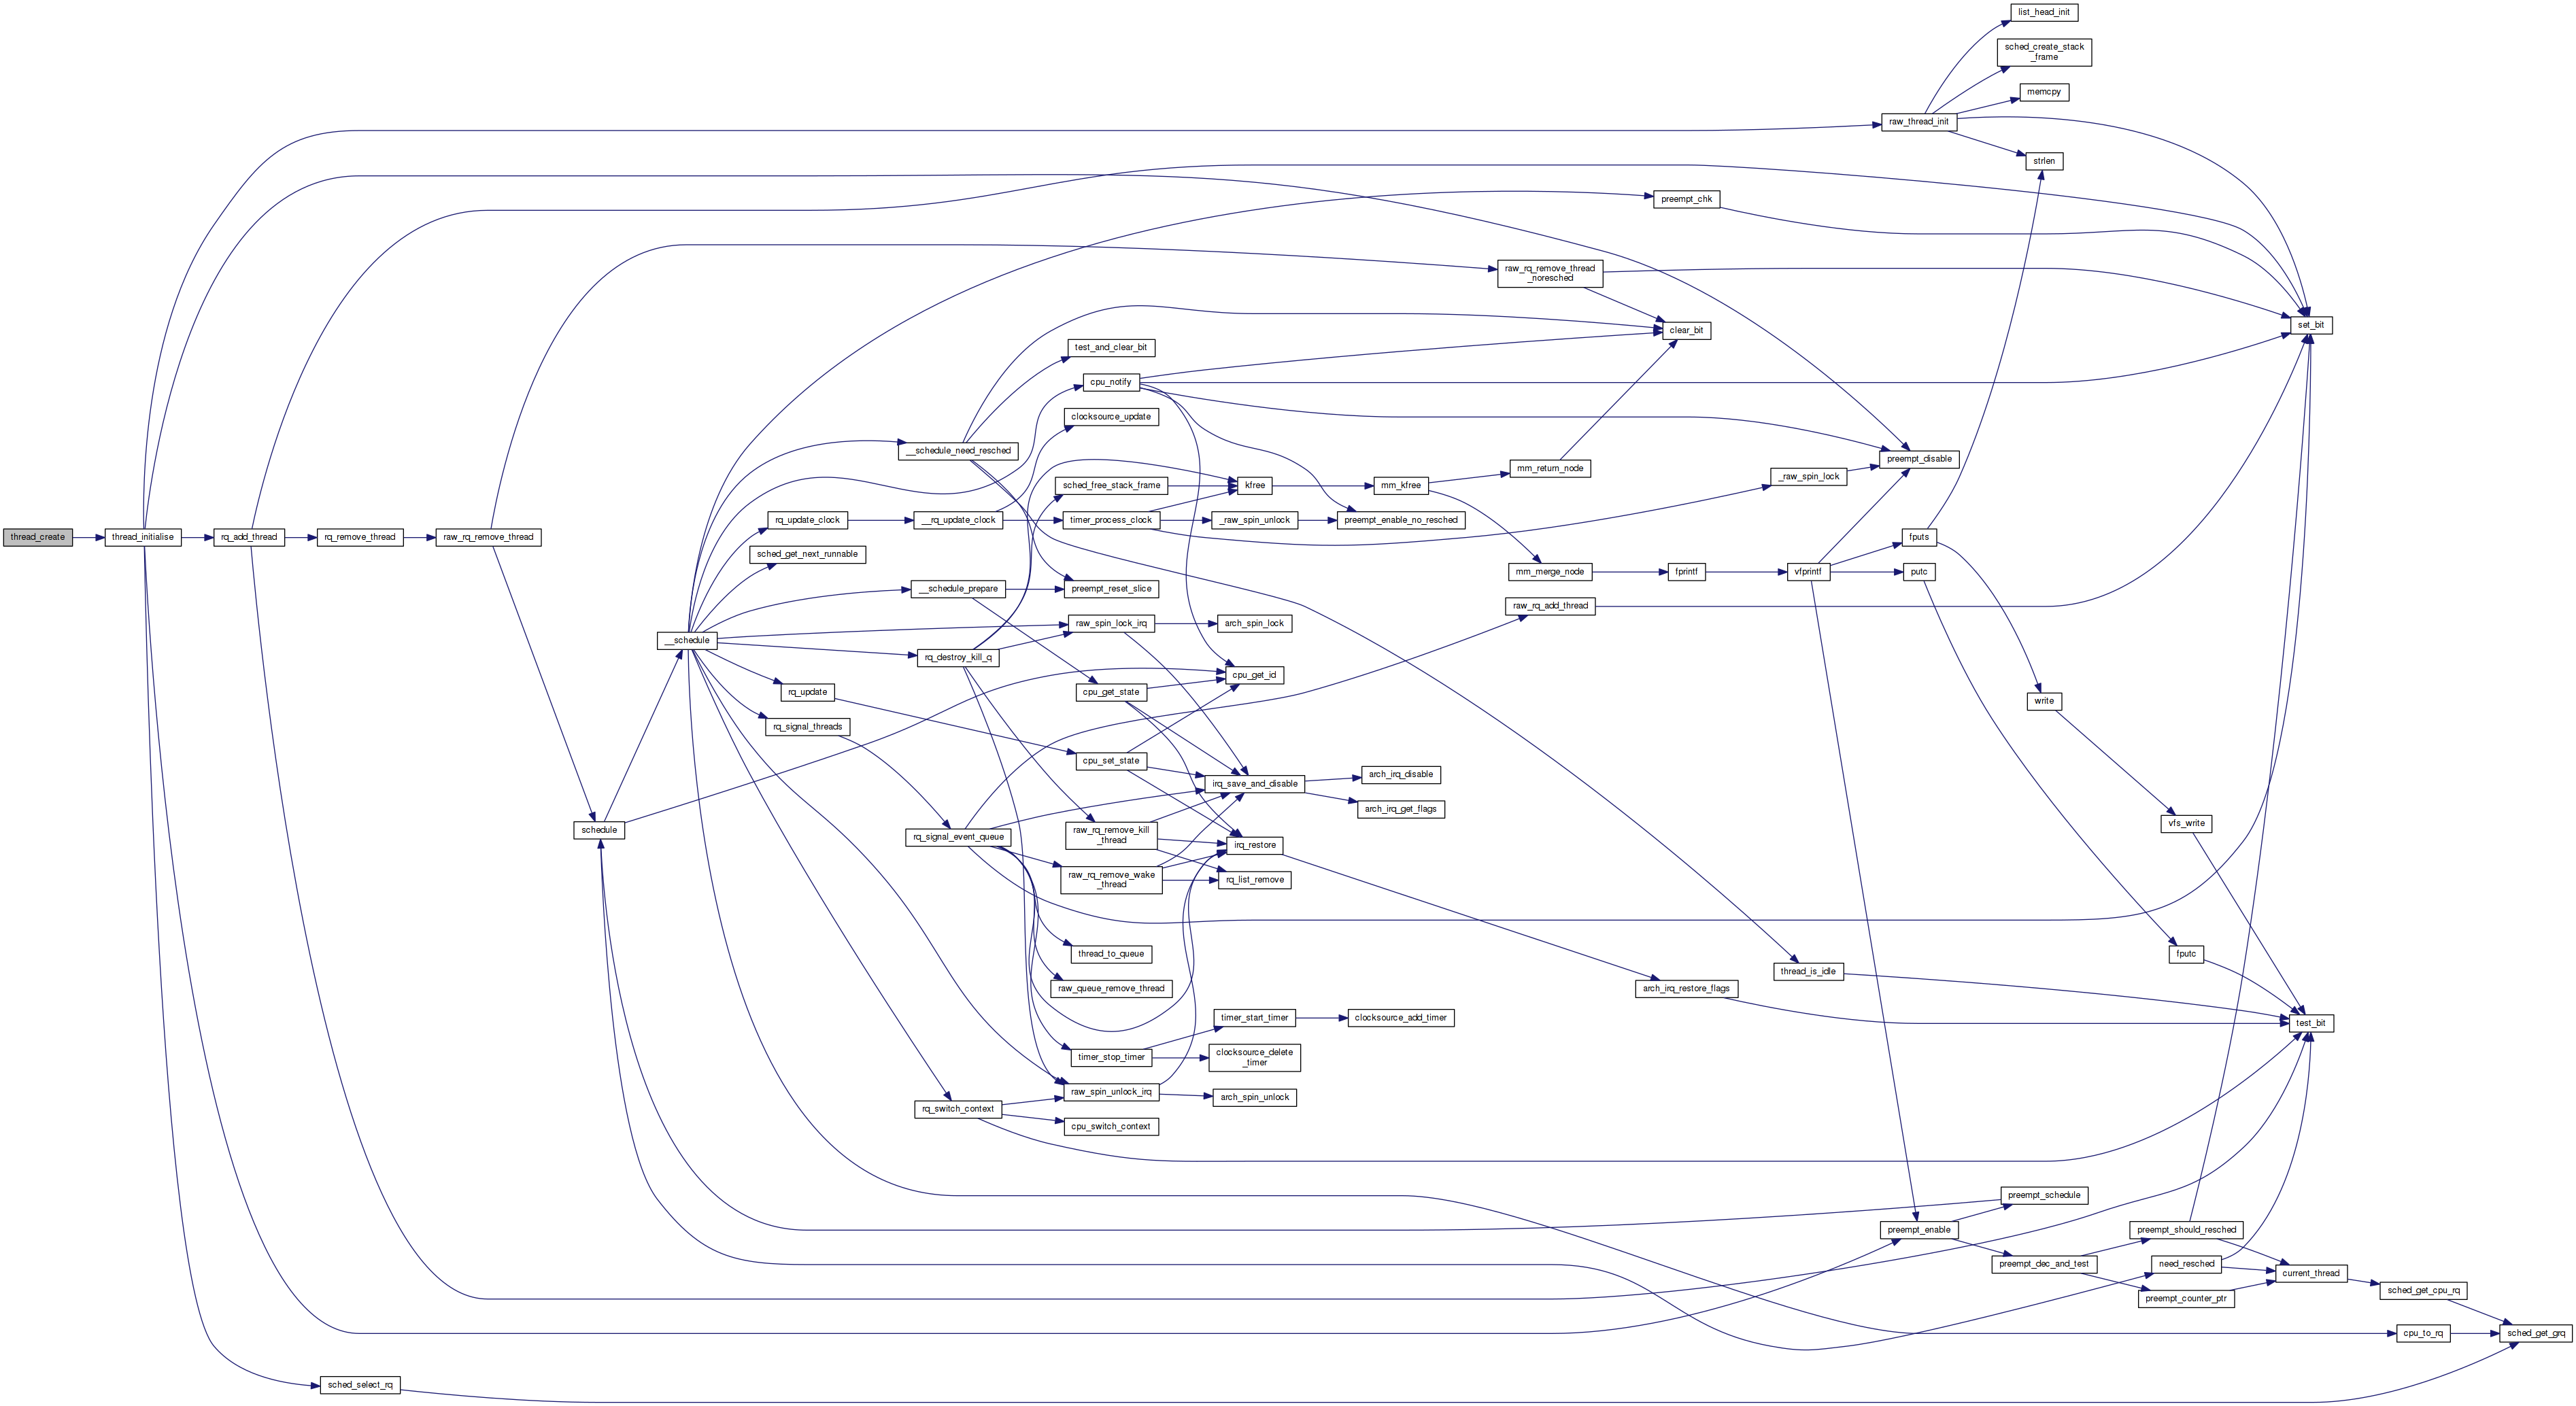 list_head_init
sched_create_stack
_frame
memcpy
raw_thread_init
strlen
preempt_chk
raw_rq_remove_thread
_noresched
set_bit
clear_bit
test_and_clear_bit
cpu_notify
clocksource_update
__schedule_need_resched
preempt_disable
mm_return_node
_raw_spin_lock
sched_free_stack_frame
kfree
mm_kfree
rq_update_clock
__rq_update_clock
timer_process_clock
_raw_spin_unlock
preempt_enable_no_resched
thread_create
thread_initialise
rq_add_thread
rq_remove_thread
raw_rq_remove_thread
fputs
sched_get_next_runnable
mm_merge_node
fprintf
vfprintf
putc
__schedule_prepare
preempt_reset_slice
raw_rq_add_thread
raw_spin_lock_irq
arch_spin_lock
__schedule
rq_destroy_kill_q
cpu_get_id
rq_update
cpu_get_state
write
rq_signal_threads
cpu_set_state
arch_irq_disable
irq_save_and_disable
arch_irq_get_flags
vfs_write
schedule
rq_signal_event_queue
raw_rq_remove_kill
_thread
irq_restore
raw_rq_remove_wake
_thread
rq_list_remove
thread_to_queue
fputc
thread_is_idle
raw_queue_remove_thread
arch_irq_restore_flags
timer_start_timer
clocksource_add_timer
test_bit
timer_stop_timer
clocksource_delete
_timer
raw_spin_unlock_irq
arch_spin_unlock
rq_switch_context
cpu_switch_context
preempt_schedule
preempt_enable
preempt_should_resched
preempt_dec_and_test
need_resched
current_thread
sched_get_cpu_rq
preempt_counter_ptr
cpu_to_rq
sched_get_grq
sched_select_rq